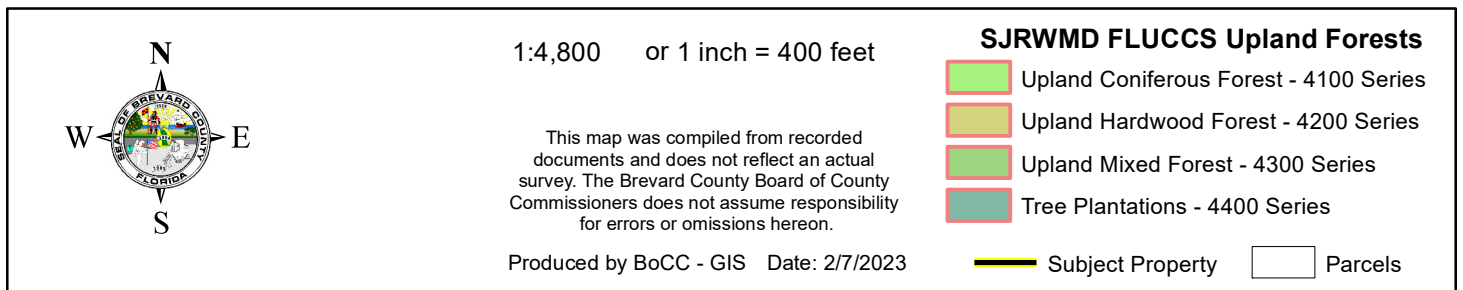 N
W
E
S
SEAL OF BREVARD COUNTY
FLORIDA
1:4,800 or 1 inch = 400 feet
This map was compiled from recorded
documents and does not reflect an actual
survey. The Brevard County Board of County
Commissioners does not assume responsibility
for errors or omissions hereon.
Produced by BoCC - GIS Date: 2/7/2023
SJRWMD FLUCCS Upland Forests
Upland Coniferous Forest - 4100 Series
Upland Hardwood Forest - 4200 Series
Upland Mixed Forest - 4300 Series
Tree Plantations - 4400 Series
Subject Property
Parcels